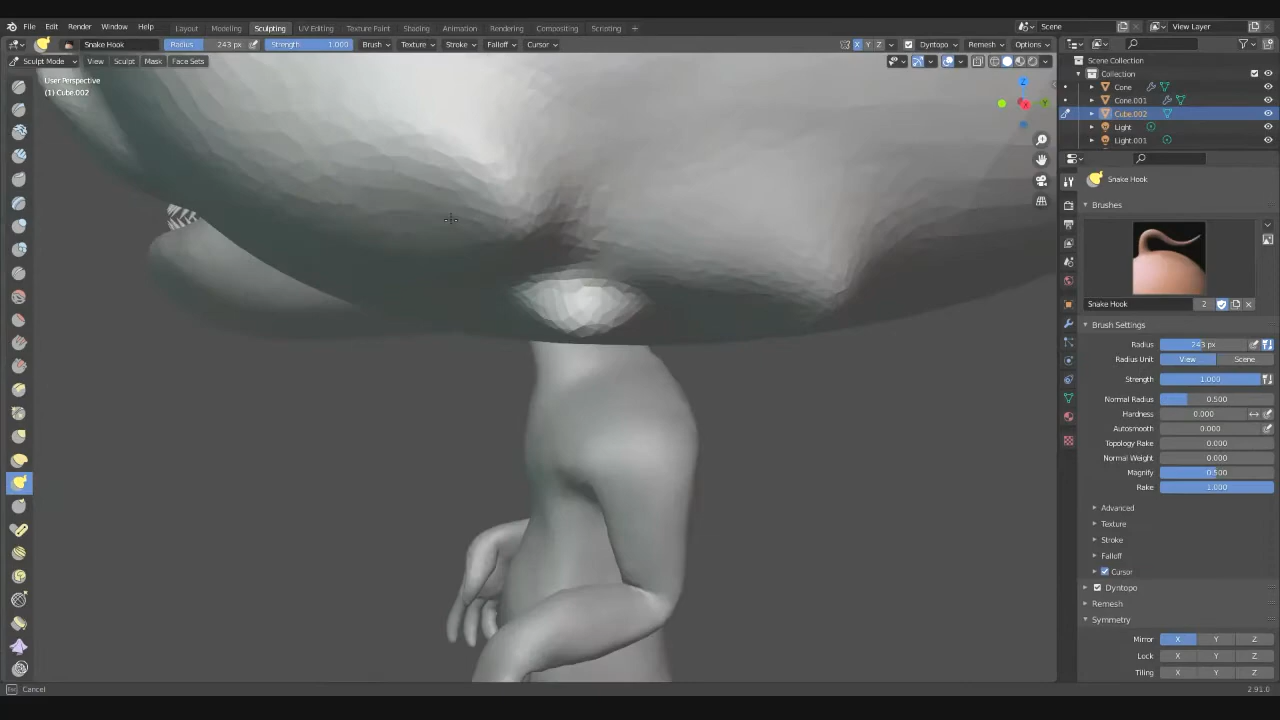 File Edit Render Window Help Layout Modeling Sculpting UV Editing Texture Paint Shading Animation Rendering Compositing Scripting + Scene View Layer
Snake Hook Radius 243 px Strength 1.000 Brush Texture Stroke Falloff Cursor X Y Z Dyntopo Remesh Options
Sculpt Mode View Sculpt Mask Face Sets
User Perspective
(1) Cube.002
Z
X
Y
Scene Collection
Collection
Cone
Cone.001
Cube.002
Light
Light.001
Snake Hook
Brushes
Snake Hook 2
Brush Settings
Radius 243 px
Radius Unit View Scene
Strength 1.000
Normal Radius 0.500
Hardness 0.000
Autosmooth 0.000
Topology Rake 0.000
Normal Weight 0.000
Magnify 0.500
Rake 1.000
Advanced
Texture
Stroke
Falloff
Cursor
Dyntopo
Remesh
Symmetry
Mirror X Y Z
Lock X Y Z
Tiling X Y Z
Esc Cancel
2.91.0